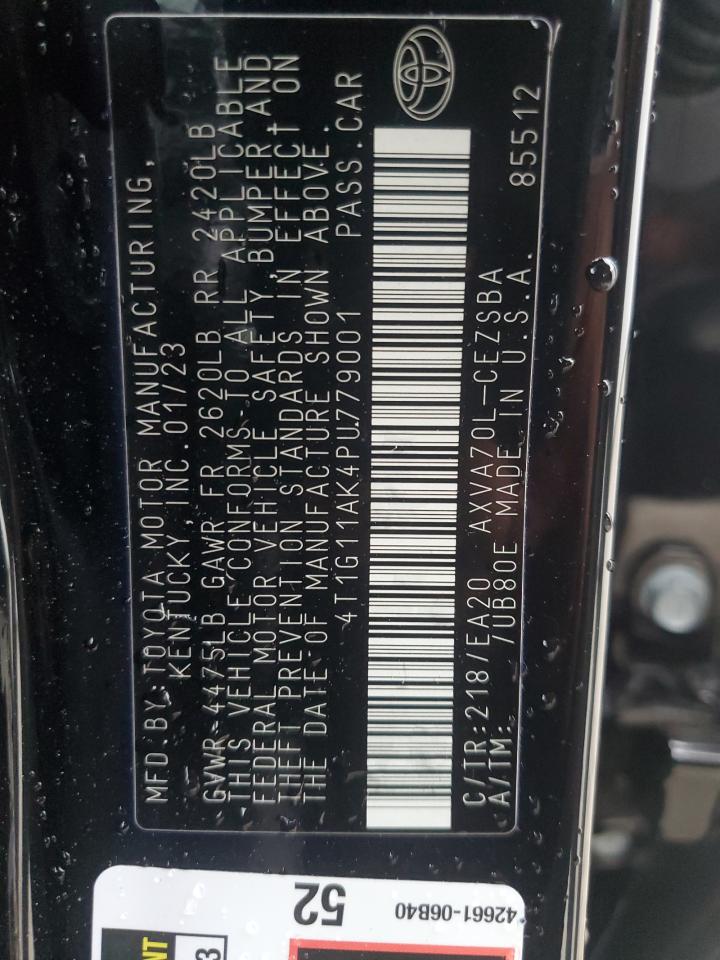 MFD.BY:TOYOTA MOTOR MANUFACTURING,
KENTUCKY,INC.01/23
GVWR 4475LB GAWR FR 2620LB RR 2420LB
THIS VEHICLE CONFORMS TO ALL APPLICABLE
FEDERAL MOTOR VEHICLE SAFETY,BUMPER,AND
THEFT PREVENTION STANDARDS IN EFFECT ON
THE DATE OF MANUFACTURE SHOWN ABOVE.
4T1G11AK4PU779001 PASS.CAR
C/TR:218/EA20 AXVA70L-CEZSBA
A/TM: /UB80E MADE IN U.S.A. 85512
52
42661-06B40
NT
3